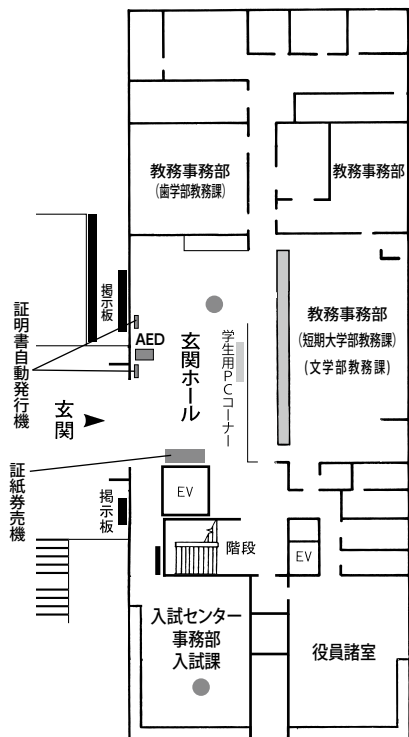 教務事務部
(歯学部教務課)
教務事務部
掲示板
証明書自動発行機
AED
玄関ホール
学生用PCコーナー
教務事務部
(短期大学部教務課)
(文学部教務課)
玄関
証紙券売機
掲示板
EV
階段
EV
入試センター
事務部
入試課
役員諸室